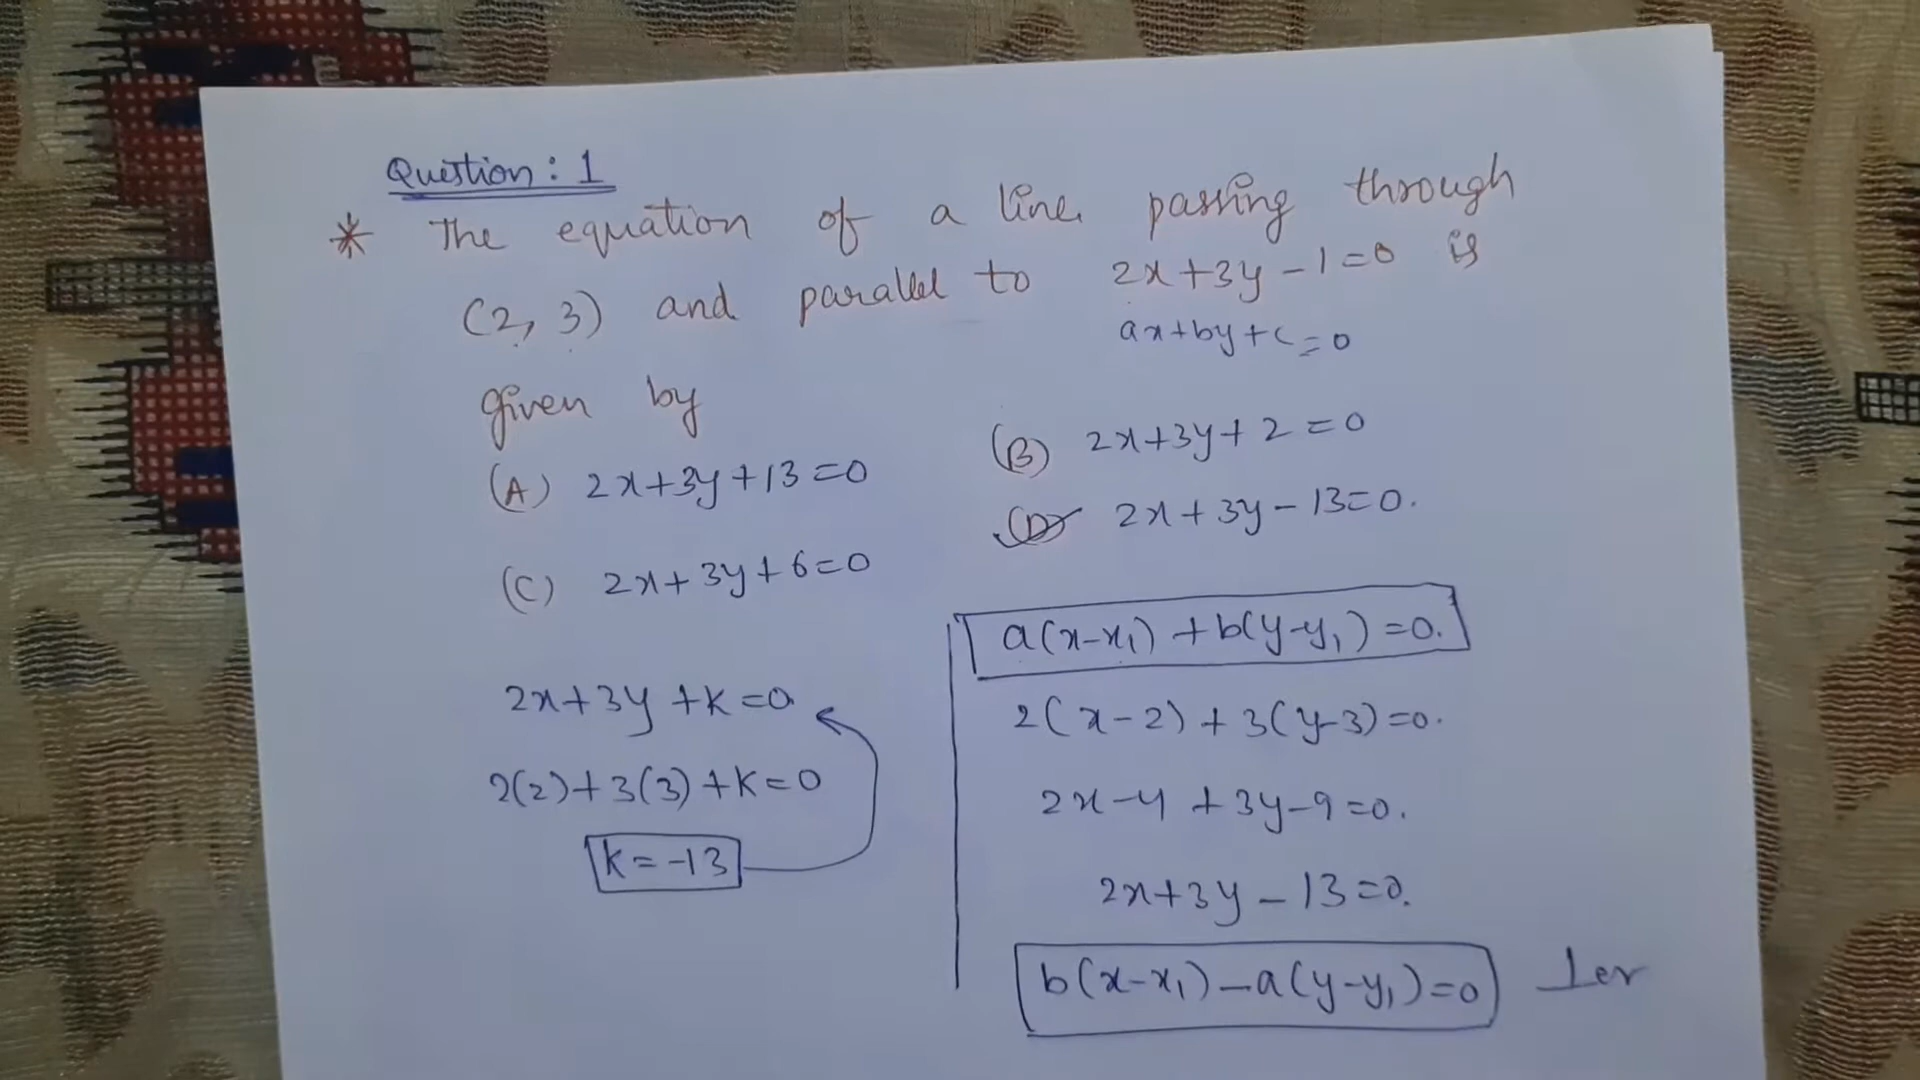 Question: 1
* The equation of a line passing through
(2, 3) and parallel to 2x+3y-1=0 is
ax+by+c=0
given by
(A) 2x+3y+13=0 (B) 2x+3y+2=0
(C) 2x+3y+6=0 (D) 2x+3y-13=0.
2x+3y+k=0
2(2)+3(3)+k=0
k=-13
a(x-x₁)+b(y-y₁)=0.
2(x-2)+3(y-3)=0.
2x-4+3y-9=0.
2x+3y-13=0.
b(x-x₁)-a(y-y₁)=0 ⊥er